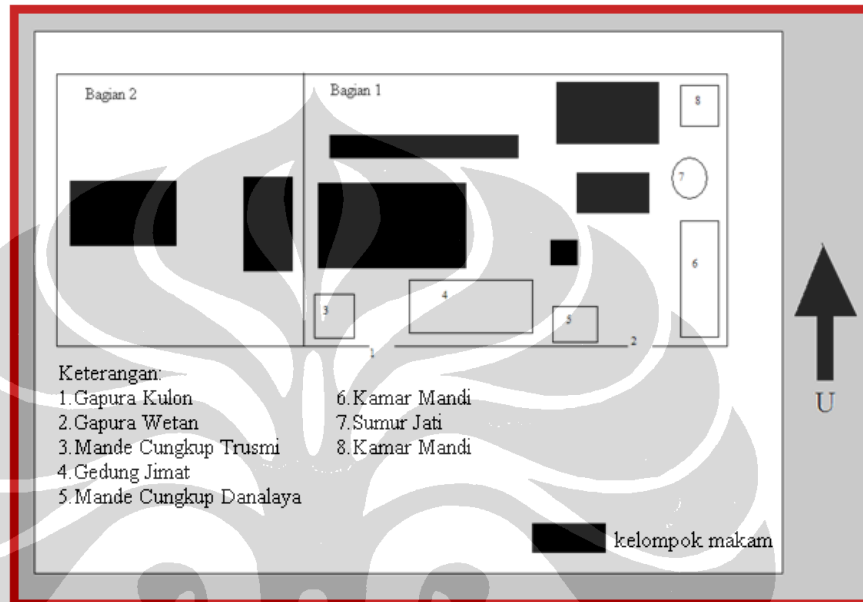 Bagian 2
Bagian 1
8
7
6
3
4
5
1
2
Keterangan:
1.Gapura Kulon
2.Gapura Wetan
3.Mande Cungkup Trusmi
4.Gedung Jimat
5.Mande Cungkup Danalaya
6.Kamar Mandi
7.Sumur Jati
8.Kamar Mandi
kelompok makam
U